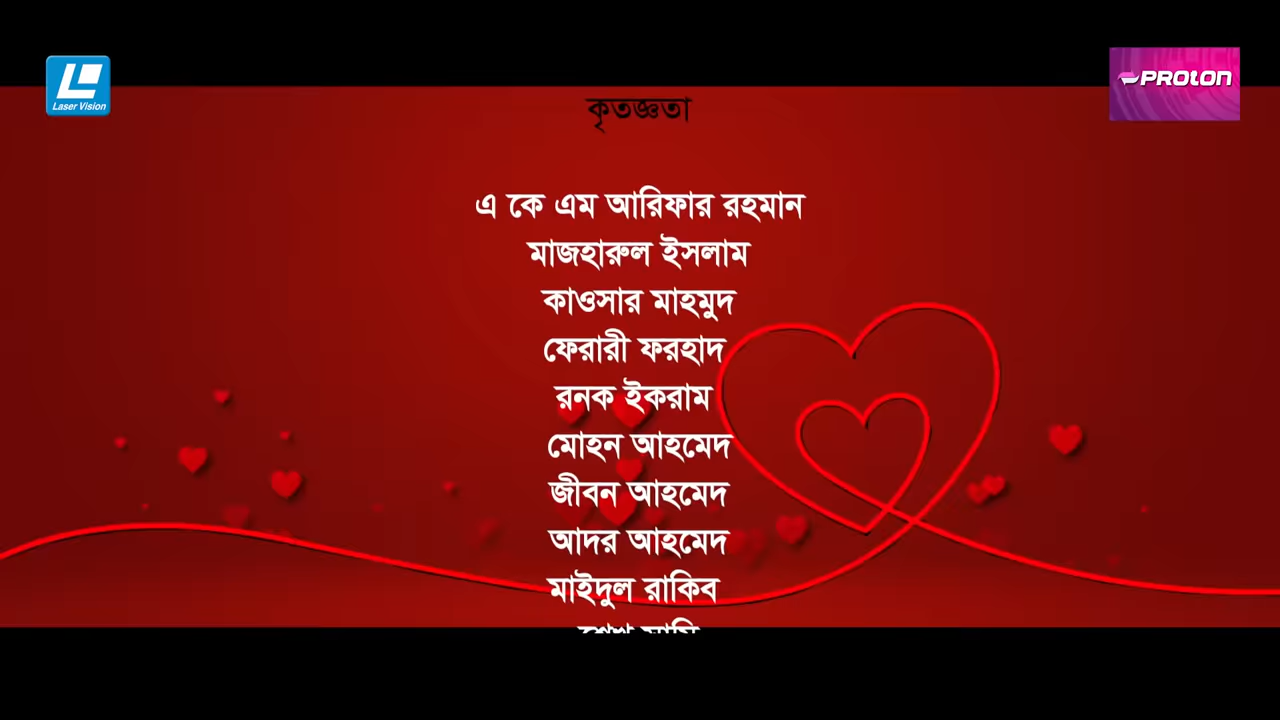 Laser Vision
PROTON
কৃতজ্ঞতা
এ কে এম আরিফার রহমান
মাজহারুল ইসলাম
কাওসার মাহমুদ
ফেরারী ফরহাদ
রনক ইকরাম
মোহন আহমেদ
জীবন আহমেদ
আদর আহমেদ
মাইদুল রাকিব